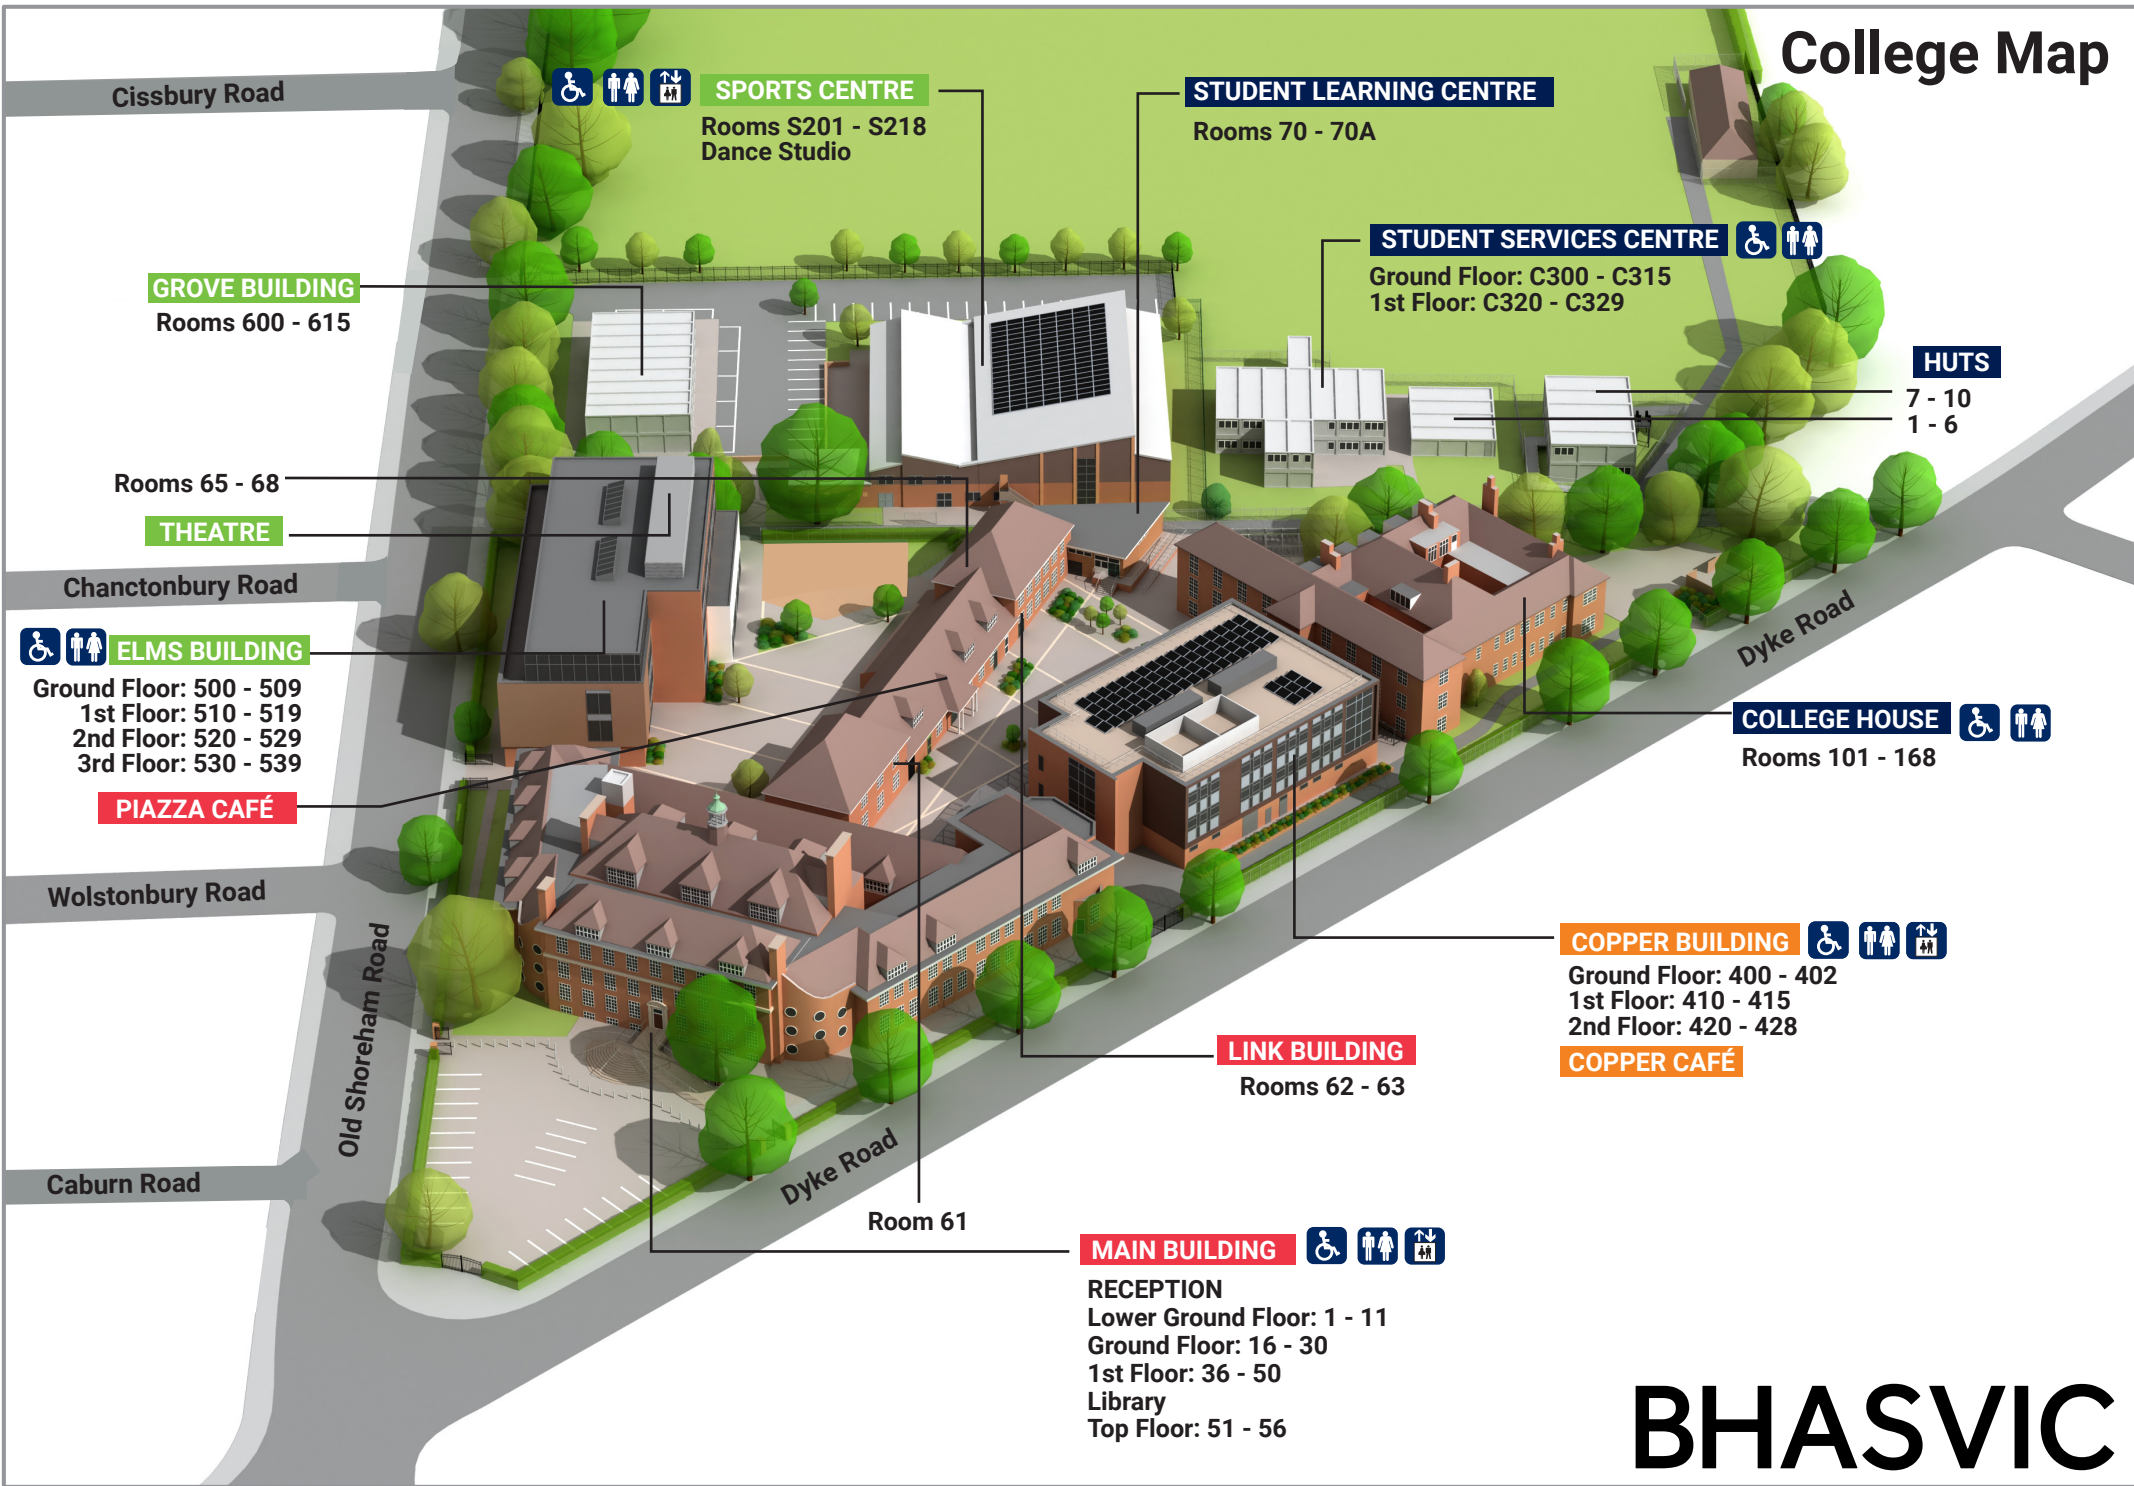 College Map
Cissbury Road
SPORTS CENTRE
Rooms S201 - S218
Dance Studio
STUDENT LEARNING CENTRE
Rooms 70 - 70A
STUDENT SERVICES CENTRE
Ground Floor: C300 - C315
1st Floor: C320 - C329
GROVE BUILDING
Rooms 600 - 615
HUTS
7 - 10
1 - 6
Rooms 65 - 68
THEATRE
Chanctonbury Road
ELMS BUILDING
Ground Floor: 500 - 509
1st Floor: 510 - 519
2nd Floor: 520 - 529
3rd Floor: 530 - 539
PIAZZA CAFÉ
Dyke Road
COLLEGE HOUSE
Rooms 101 - 168
Wolstonbury Road
Old Shoreham Road
COPPER BUILDING
Ground Floor: 400 - 402
1st Floor: 410 - 415
2nd Floor: 420 - 428
COPPER CAFÉ
LINK BUILDING
Rooms 62 - 63
Caburn Road
Dyke Road
Room 61
MAIN BUILDING
RECEPTION
Lower Ground Floor: 1 - 11
Ground Floor: 16 - 30
1st Floor: 36 - 50
Library
Top Floor: 51 - 56
BHASVIC